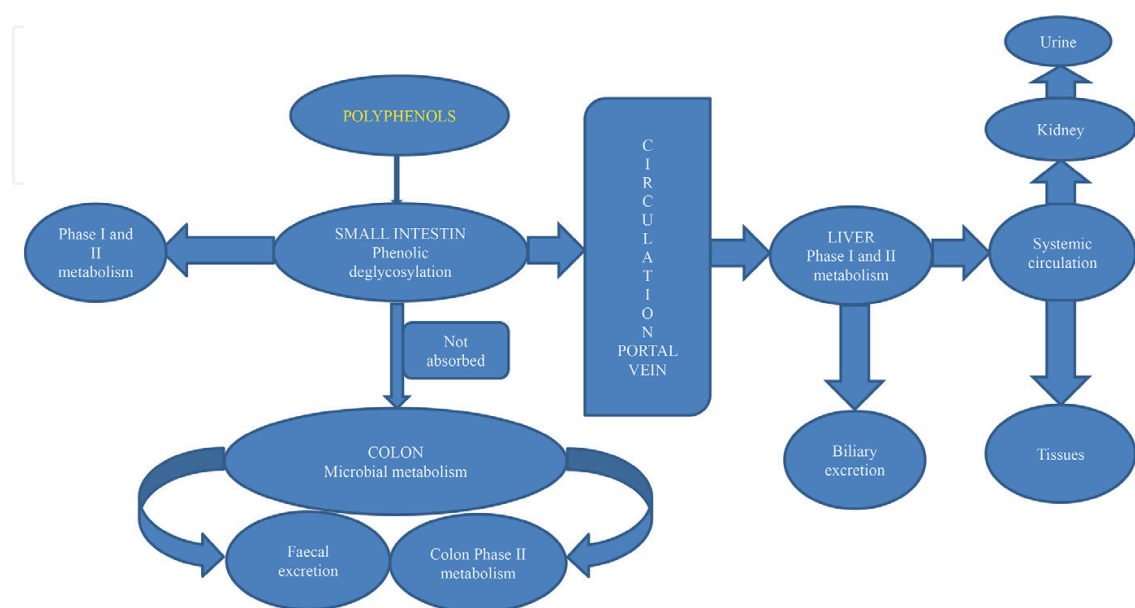 POLYPHENOLS
Phase I and
II
metabolism
SMALL INTESTIN
Phenolic
deglycosylation
Not
absorbed
COLON
Microbial metabolism
Faecal
excretion
Colon Phase II
metabolism
C
I
R
C
U
L
A
T
I
O
N
PORTAL
VEIN
LIVER
Phase I and II
metabolism
Biliary
excretion
Urine
Kidney
Systemic
circulation
Tissues